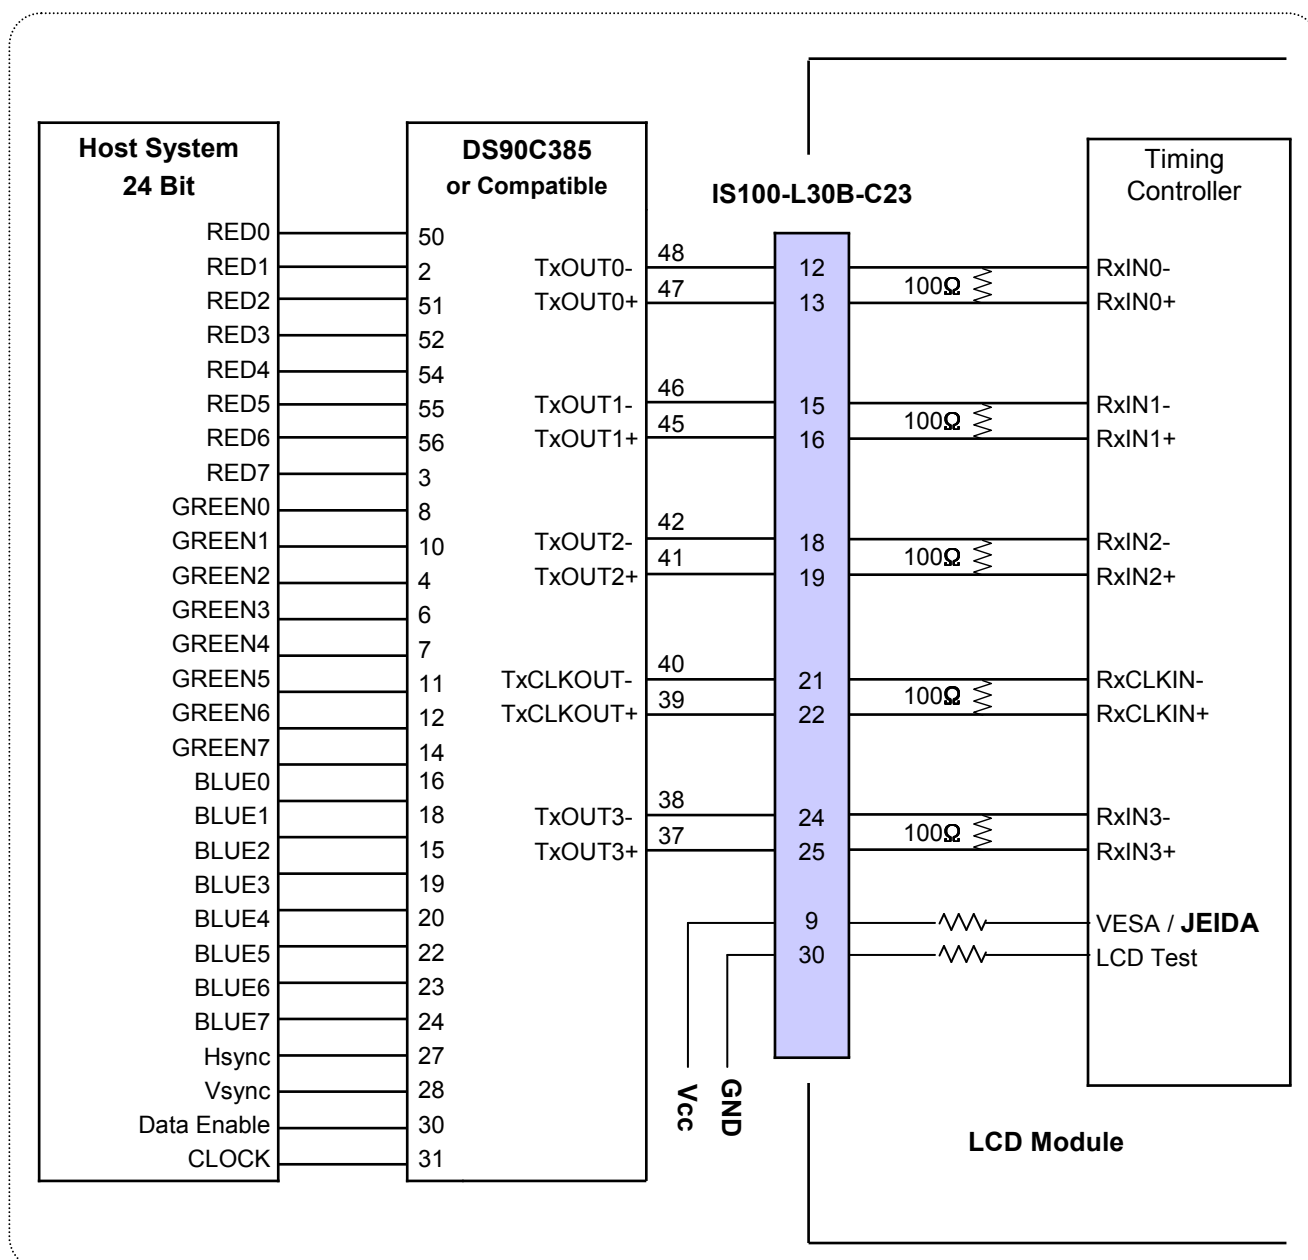 Host System
24 Bit
RED0
RED1
RED2
RED3
RED4
RED5
RED6
RED7
GREEN0
GREEN1
GREEN2
GREEN3
GREEN4
GREEN5
GREEN6
GREEN7
BLUE0
BLUE1
BLUE2
BLUE3
BLUE4
BLUE5
BLUE6
BLUE7
Hsync
Vsync
Data Enable
CLOCK
DS90C385
or Compatible
50
2
51
52
54
55
56
3
8
10
4
6
7
11
12
14
16
18
15
19
20
22
23
24
27
28
30
31
TxOUT0-
TxOUT0+
TxOUT1-
TxOUT1+
TxOUT2-
TxOUT2+
TxCLKOUT-
TxCLKOUT+
TxOUT3-
TxOUT3+
48
47
46
45
42
41
40
39
38
37
IS100-L30B-C23
12
13
15
16
18
19
21
22
24
25
9
30
Vcc
GND
100Ω
100Ω
100Ω
100Ω
100Ω
Timing
Controller
RxIN0-
RxIN0+
RxIN1-
RxIN1+
RxIN2-
RxIN2+
RxCLKIN-
RxCLKIN+
RxIN3-
RxIN3+
VESA / JEIDA
LCD Test
LCD Module